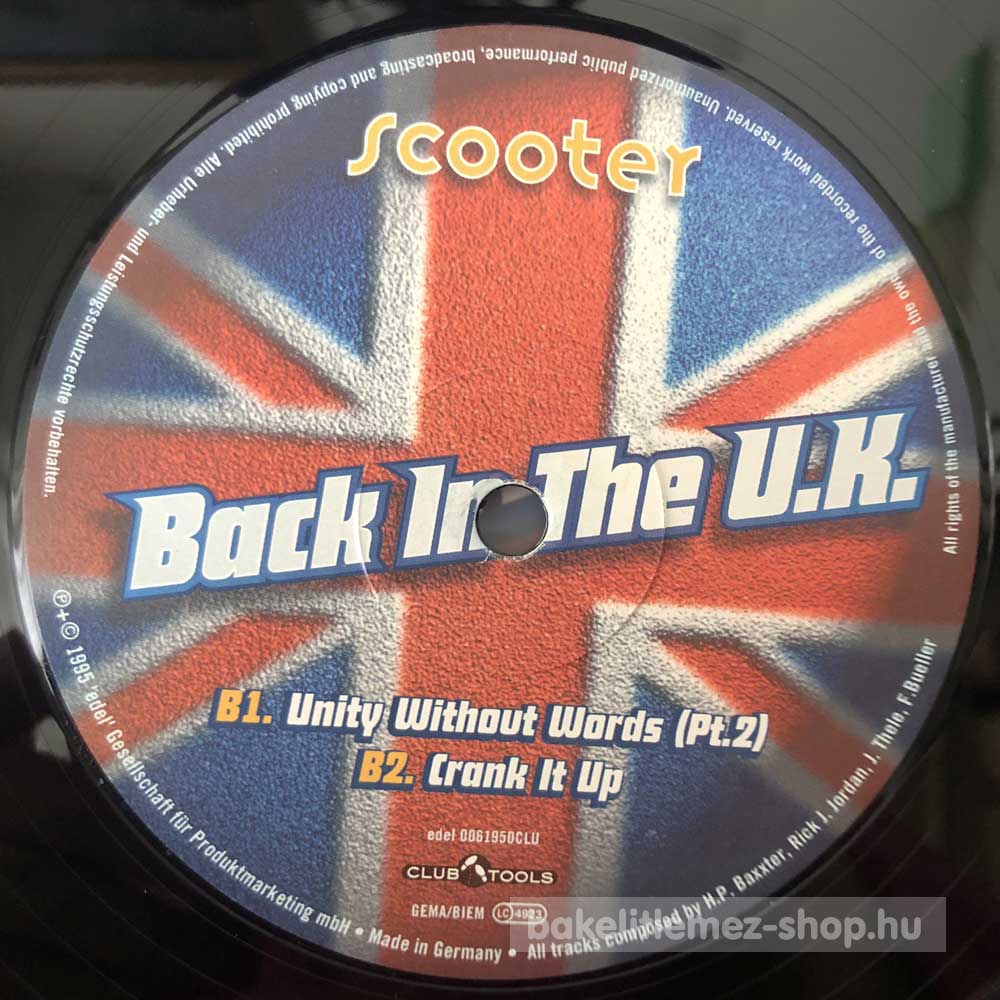 scooter
Back In The U.K.
B1. Unity Without Words (Pt.2)
B2. Crank It Up
edel 0061950CLU
CLUB TOOLS
GEMA/BIEM LC 4923
℗+© 1995 'edel' Gesellschaft für Produktmarketing mbH • Made in Germany • All tracks composed by H.P. Baxxter, Rick J. Jordan, J. Thele, F.Bueller
All rights of the manufacturer and the own of the recorded work reserved. Unauthorized public performance, broadcasting and copying prohibited. Alle Urheber- und Leistungsschutzrechte vorbehalten.
bakelitlemez-shop.hu